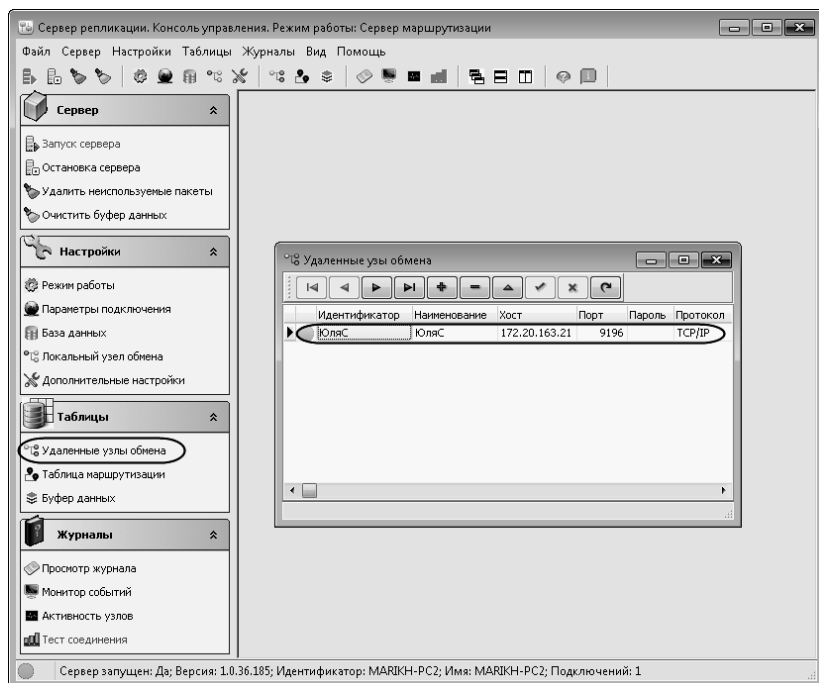 Сервер репликации. Консоль управления. Режим работы: Сервер маршрутизации
Файл Сервер Настройки Таблицы Журналы Вид Помощь
Сервер
Запуск сервера
Остановка сервера
Удалить неиспользуемые пакеты
Очистить буфер данных
Настройки
Режим работы
Параметры подключения
База данных
Локальный узел обмена
Дополнительные настройки
Таблицы
Удаленные узлы обмена
Таблица маршрутизации
Буфер данных
Журналы
Просмотр журнала
Монитор событий
Активность узлов
Тест соединения
Удаленные узы обмена
Идентификатор Наименование Хост Порт Пароль Протокол
ЮляС ЮляС 172.20.163.21 9196 TCP/IP
Сервер запущен: Да; Версия: 1.0.36.185; Идентификатор: MARIKH-PC2; Имя: MARIKH-PC2; Подключений: 1